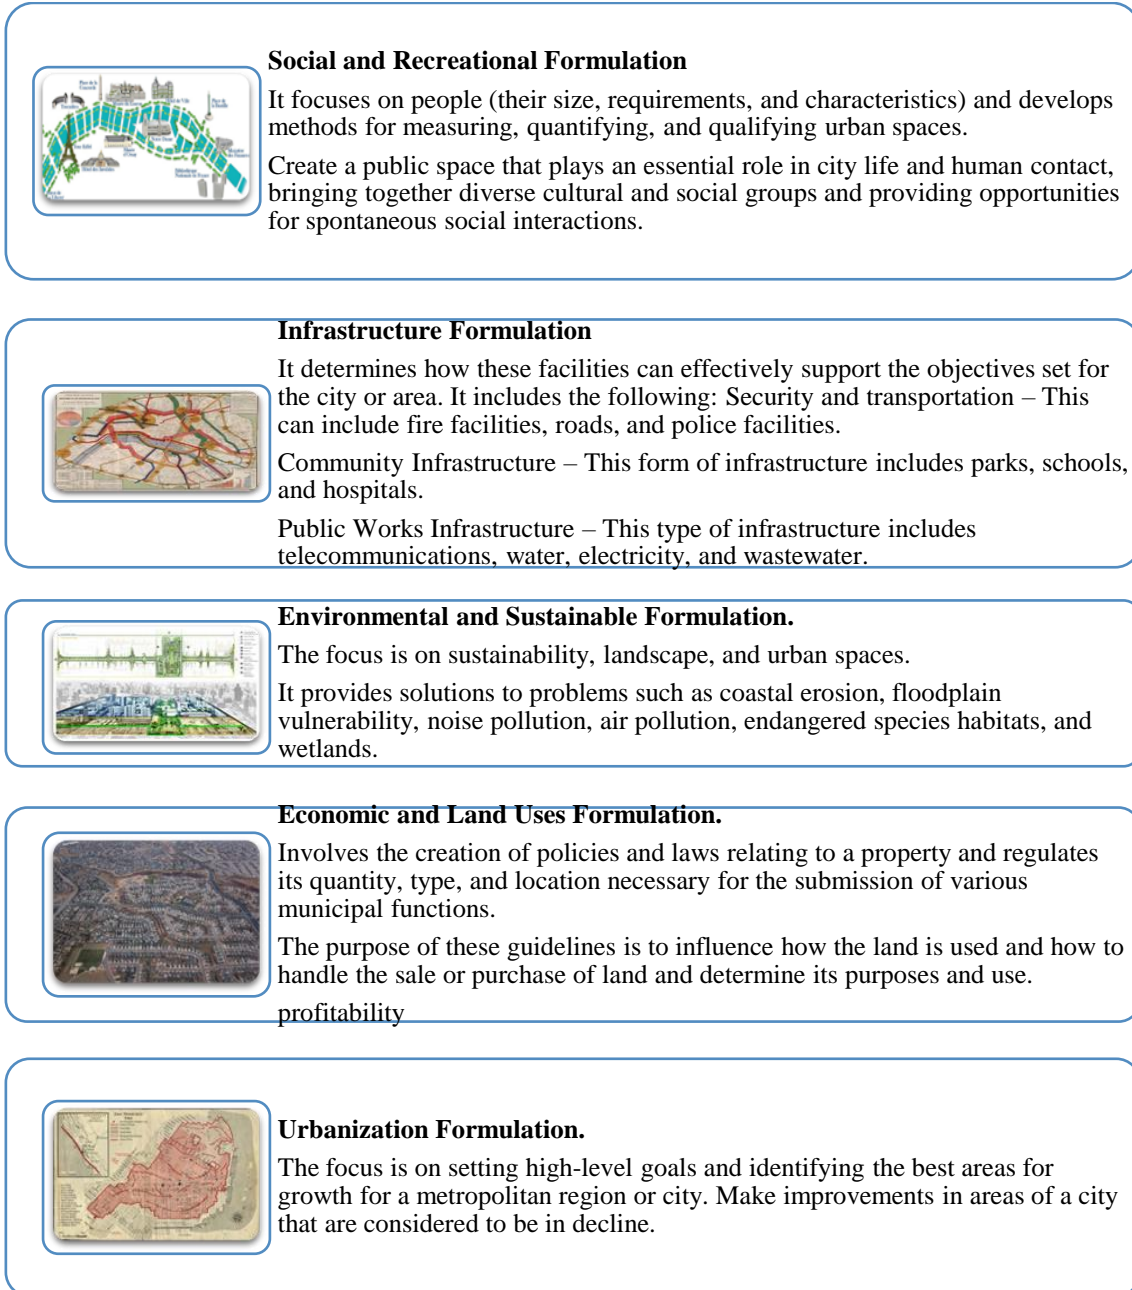 Social and Recreational Formulation
It focuses on people (their size, requirements, and characteristics) and develops
methods for measuring, quantifying, and qualifying urban spaces.
Create a public space that plays an essential role in city life and human contact,
bringing together diverse cultural and social groups and providing opportunities
for spontaneous social interactions.
Infrastructure Formulation
It determines how these facilities can effectively support the objectives set for
the city or area. It includes the following: Security and transportation – This
can include fire facilities, roads, and police facilities.
Community Infrastructure – This form of infrastructure includes parks, schools,
and hospitals.
Public Works Infrastructure – This type of infrastructure includes
telecommunications, water, electricity, and wastewater.
Environmental and Sustainable Formulation.
The focus is on sustainability, landscape, and urban spaces.
It provides solutions to problems such as coastal erosion, floodplain
vulnerability, noise pollution, air pollution, endangered species habitats, and
wetlands.
Economic and Land Uses Formulation.
Involves the creation of policies and laws relating to a property and regulates
its quantity, type, and location necessary for the submission of various
municipal functions.
The purpose of these guidelines is to influence how the land is used and how to
handle the sale or purchase of land and determine its purposes and use.
profitability
Urbanization Formulation.
The focus is on setting high-level goals and identifying the best areas for
growth for a metropolitan region or city. Make improvements in areas of a city
that are considered to be in decline.